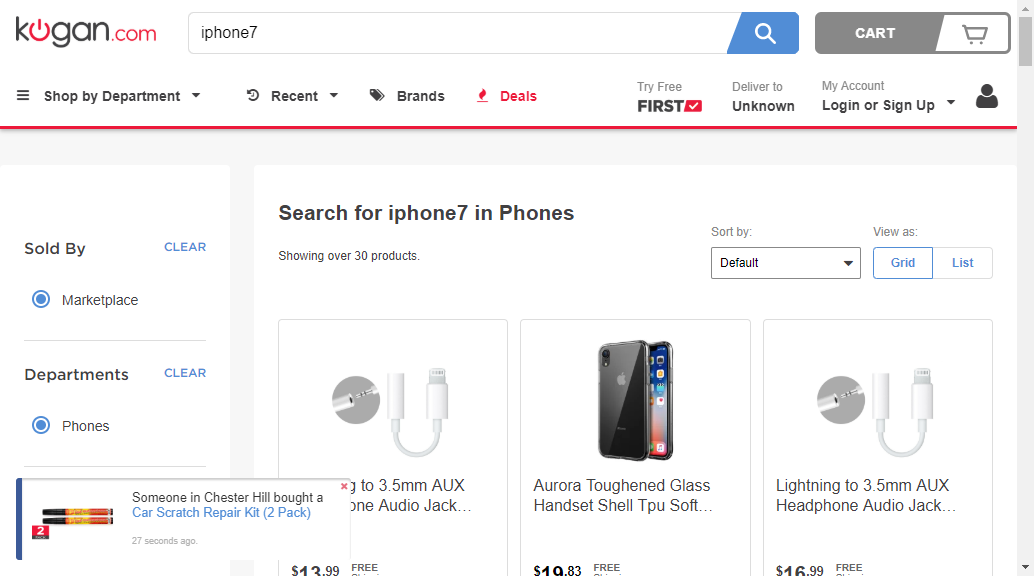 kogan.com
iphone7
CART
Shop by Department
Recent
Brands
Deals
Try Free
FIRST
Deliver to
Unknown
My Account
Login or Sign Up
Sold By
CLEAR
Marketplace
Departments
CLEAR
Phones
Search for iphone7 in Phones
Showing over 30 products.
Sort by:
Default
View as:
Grid
List
g to 3.5mm AUX
one Audio Jack...
$13.99
FREE
Aurora Toughened Glass
Handset Shell Tpu Soft...
$19.83
FREE
Lightning to 3.5mm AUX
Headphone Audio Jack...
$16.99
FREE
2
Someone in Chester Hill bought a
Car Scratch Repair Kit (2 Pack)
27 seconds ago.